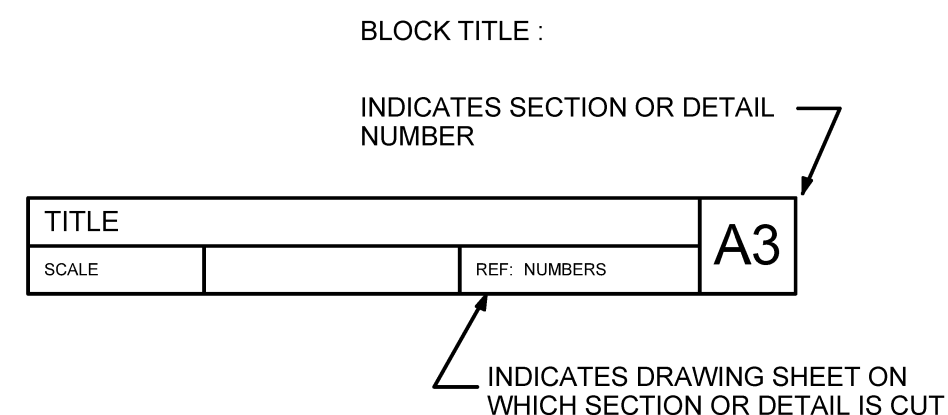 BLOCK TITLE :
INDICATES SECTION OR DETAIL
NUMBER
TITLE
A3
SCALE
REF: NUMBERS
INDICATES DRAWING SHEET ON
WHICH SECTION OR DETAIL IS CUT